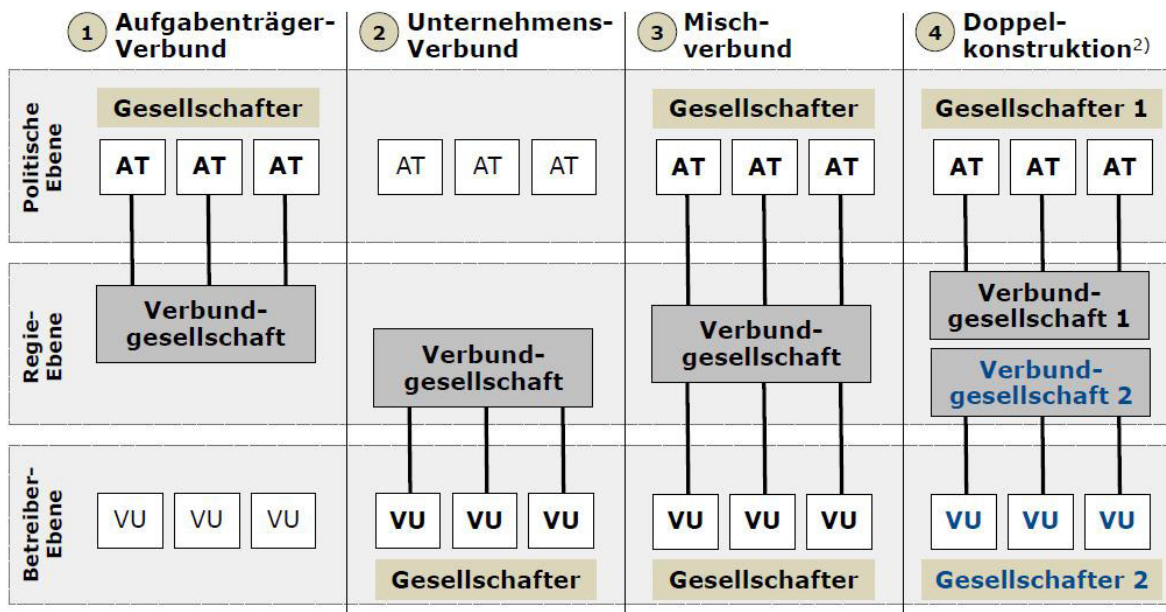 1 Aufgabenträger-
Verbund
2 Unternehmens-
Verbund
3 Misch-
verbund
4 Doppel-
konstruktion2)
Politische
Ebene
Gesellschafter
AT AT AT
AT AT AT
Gesellschafter
AT AT AT
Gesellschafter 1
AT AT AT
Regie-
Ebene
Verbund-
gesellschaft
Verbund-
gesellschaft
Verbund-
gesellschaft
Verbund-
gesellschaft 1
Verbund-
gesellschaft 2
Betreiber-
Ebene
VU VU VU
VU VU VU
Gesellschafter
VU VU VU
Gesellschafter
VU VU VU
Gesellschafter 2